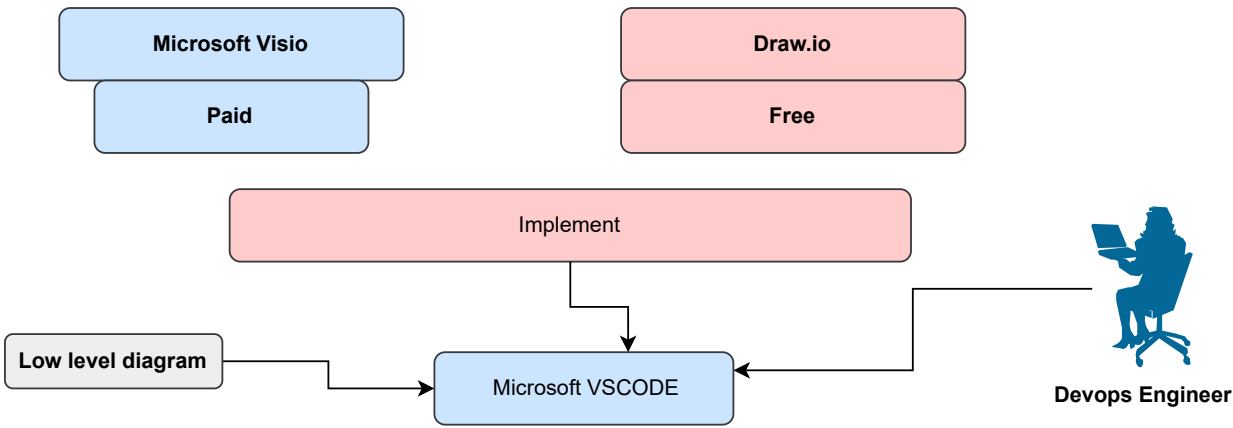 Microsoft Visio
Draw.io
Paid
Free
Implement
Low level diagram
Microsoft VSCODE
Devops Engineer